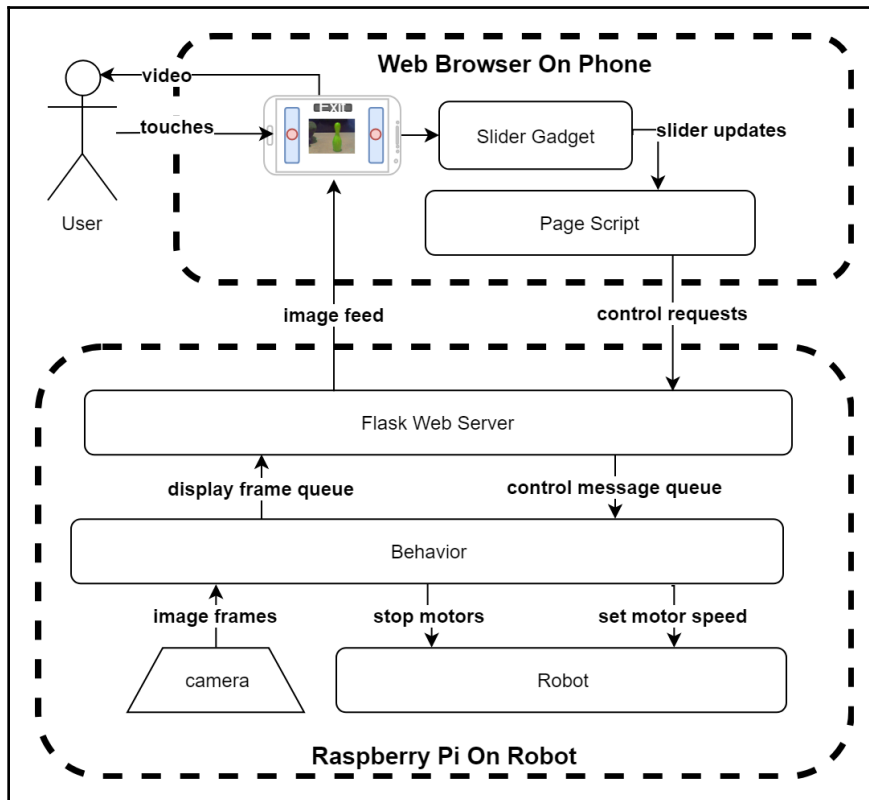 Web Browser On Phone
video
EXIT
touches
Slider Gadget
slider updates
User
Page Script
image feed
control requests
Flask Web Server
display frame queue
control message queue
Behavior
image frames
stop motors
set motor speed
camera
Robot
Raspberry Pi On Robot